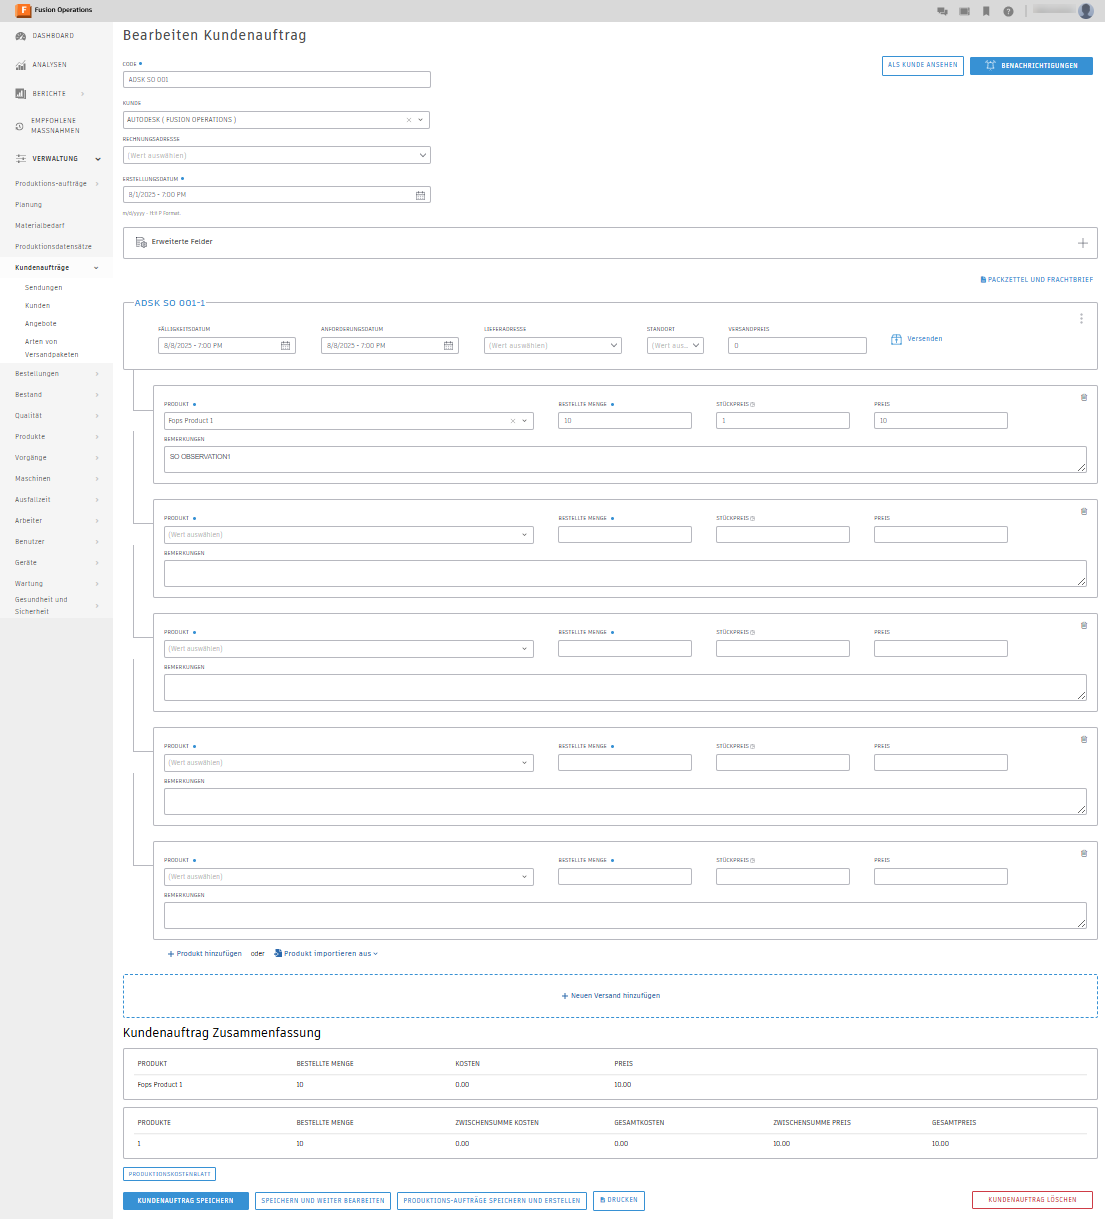 Fusion Operations
DASHBOARD
ANALYSEN
BERICHTE
EMPFOHLENE
MASSNAHMEN
VERWALTUNG
Produktions-aufträge
Planung
Materialbedarf
Produktionsdatensätze
Kundenaufträge
Sendungen
Kunden
Angebote
Arten von
Versandpaketen
Bestellungen
Bestand
Qualität
Produkte
Vorgänge
Maschinen
Ausfallzeit
Arbeiter
Benutzer
Geräte
Wartung
Gesundheit und
Sicherheit
Bearbeiten Kundenauftrag
ALS KUNDE ANSEHEN
BENACHRICHTIGUNGEN
CODE
ADSK SO 001
KUNDE
AUTODESK ( FUSION OPERATIONS )
RECHNUNGSADRESSE
(Wert auswählen)
ERSTELLUNGSDATUM
8/1/2025 - 7:00 PM
m/d/yyyy - H:ii P. Format.
Erweiterte Felder
PACKZETTEL UND FRACHTBRIEF
ADSK SO 001-1
FÄLLIGKEITSDATUM ANFORDERUNGSDATUM LIEFERADRESSE STANDORT VERSANDPREIS
8/8/2025 - 7:00 PM 8/8/2025 - 7:00 PM (Wert auswählen) (Wert aus... 0 Versenden
PRODUKT BESTELLTE MENGE STÜCKPREIS PREIS
Fops Product 1 10 1 10
BEMERKUNGEN
SO OBSERVATION1
PRODUKT BESTELLTE MENGE STÜCKPREIS PREIS
(Wert auswählen)
BEMERKUNGEN
PRODUKT BESTELLTE MENGE STÜCKPREIS PREIS
(Wert auswählen)
BEMERKUNGEN
PRODUKT BESTELLTE MENGE STÜCKPREIS PREIS
(Wert auswählen)
BEMERKUNGEN
PRODUKT BESTELLTE MENGE STÜCKPREIS PREIS
(Wert auswählen)
BEMERKUNGEN
+ Produkt hinzufügen oder Produkt importieren aus
+ Neuen Versand hinzufügen
Kundenauftrag Zusammenfassung
PRODUKT BESTELLTE MENGE KOSTEN PREIS
Fops Product 1 10 0.00 10.00
PRODUKTE BESTELLTE MENGE ZWISCHENSUMME KOSTEN GESAMTKOSTEN ZWISCHENSUMME PREIS GESAMTPREIS
1 10 0.00 0.00 10.00 10.00
PRODUKTIONSKOSTENBLATT
KUNDENAUFTRAG SPEICHERN SPEICHERN UND WEITER BEARBEITEN PRODUKTIONS-AUFTRÄGE SPEICHERN UND ERSTELLEN DRUCKEN KUNDENAUFTRAG LÖSCHEN